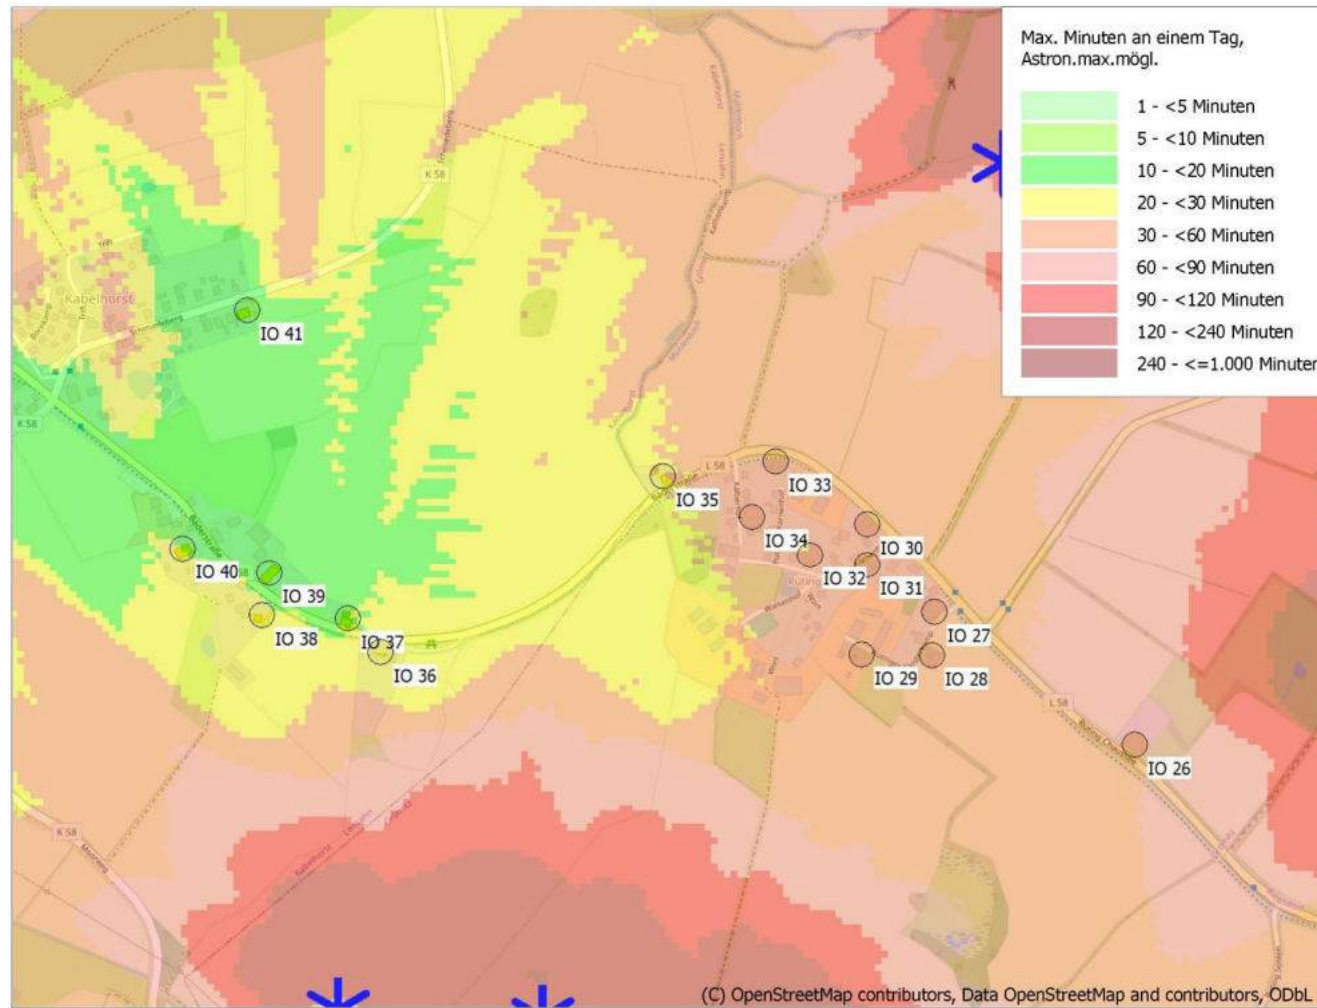 Max. Minuten an einem Tag,
Astron.max.mögl.
1 - <5 Minuten
5 - <10 Minuten
10 - <20 Minuten
20 - <30 Minuten
30 - <60 Minuten
60 - <90 Minuten
90 - <120 Minuten
120 - <240 Minuten
240 - <=1.000 Minuten
K 58
Kabelhorst
IO 41
K 58
L 58
IO 35
IO 33
IO 34
IO 30
IO 32
IO 31
Rüting
IO 40
Bäderstraße
IO 39
IO 38
IO 37
IO 36
IO 27
IO 29
IO 28
L 58
IO 26
K 58
(C) OpenStreetMap contributors, Data OpenStreetMap and contributors, ODbL